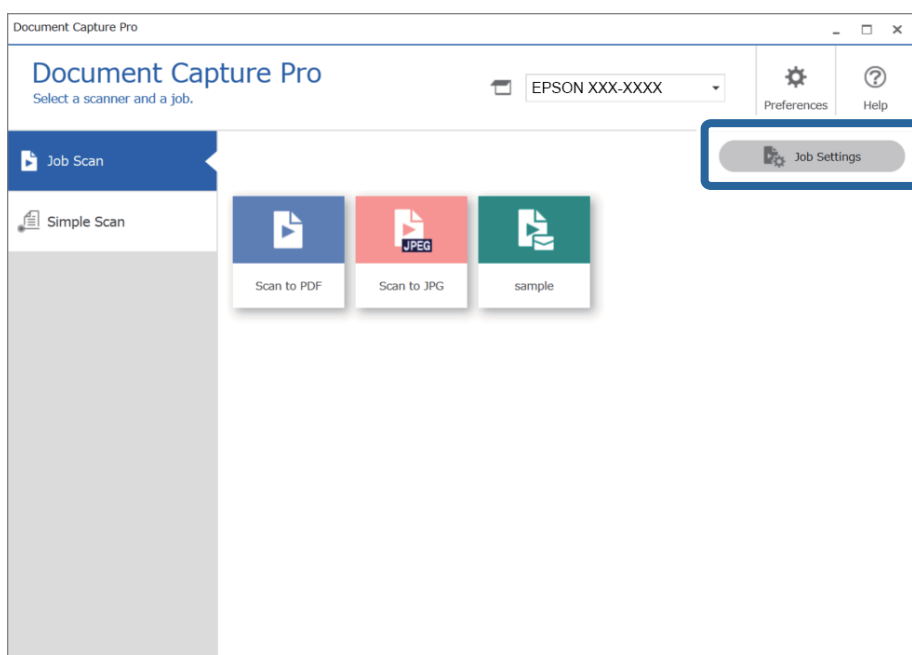 Document Capture Pro
Document Capture Pro
Select a scanner and a job.
EPSON XXX-XXXX
Preferences
Help
Job Scan
Job Settings
Simple Scan
JPEG
Scan to PDF
Scan to JPG
sample